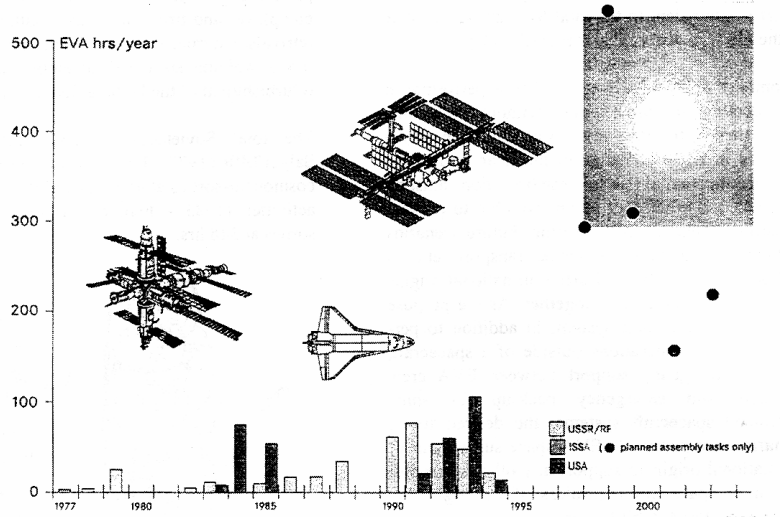 500
EVA hrs/year
400
300
200
100
0
USSR/RF
ISSA ( ● planned assembly tasks only)
USA
1977 1980 1985 1990 1995 2000